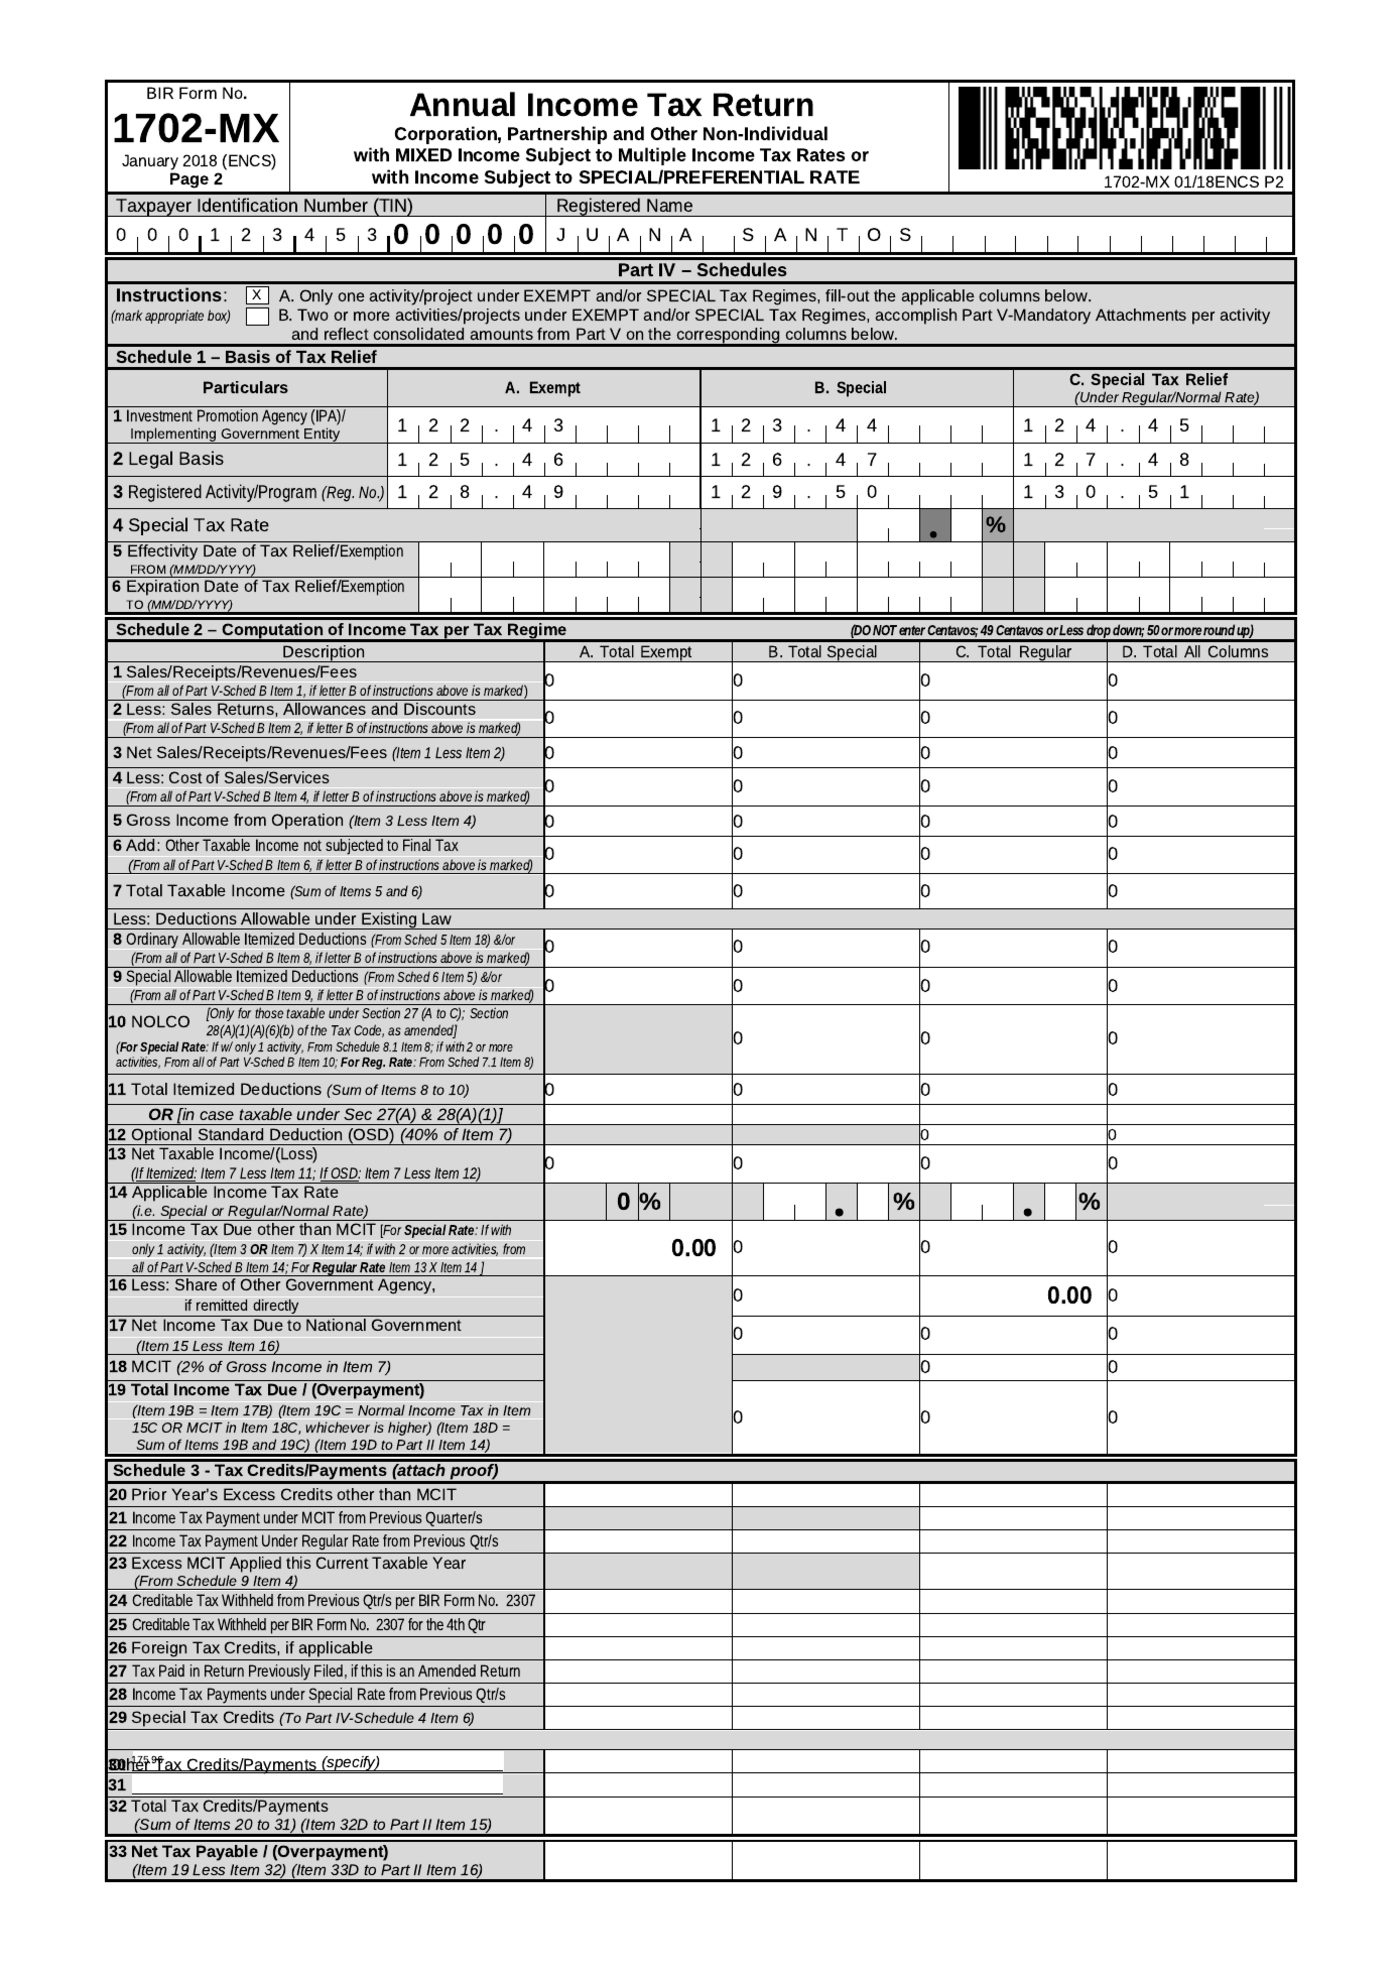 BIR Form No.
1702-MX
January 2018 (ENCS)
Page 2
Annual Income Tax Return
Corporation, Partnership and Other Non-Individual
with MIXED Income Subject to Multiple Income Tax Rates or
with Income Subject to SPECIAL/PREFERENTIAL RATE
1702-MX 01/18ENCS P2
Taxpayer Identification Number (TIN) Registered Name
0 0 0 1 2 3 4 5 3 0 0 0 0 0 J U A N A S A N T O S
Part IV – Schedules
Instructions: X A. Only one activity/project under EXEMPT and/or SPECIAL Tax Regimes, fill-out the applicable columns below.
(mark appropriate box) B. Two or more activities/projects under EXEMPT and/or SPECIAL Tax Regimes, accomplish Part V-Mandatory Attachments per activity
and reflect consolidated amounts from Part V on the corresponding columns below.
Schedule 1 – Basis of Tax Relief
Particulars A. Exempt B. Special C. Special Tax Relief
(Under Regular/Normal Rate)
1 Investment Promotion Agency (IPA)/
Implementing Government Entity 1 2 2 . 4 3 1 2 3 . 4 4 1 2 4 . 4 5
2 Legal Basis 1 2 5 . 4 6 1 2 6 . 4 7 1 2 7 . 4 8
3 Registered Activity/Program (Reg. No.) 1 2 8 . 4 9 1 2 9 . 5 0 1 3 0 . 5 1
4 Special Tax Rate . %
5 Effectivity Date of Tax Relief/Exemption
FROM (MM/DD/YYYY)
6 Expiration Date of Tax Relief/Exemption
TO (MM/DD/YYYY)
Schedule 2 – Computation of Income Tax per Tax Regime (DO NOT enter Centavos; 49 Centavos or Less drop down; 50 or more round up)
Description A. Total Exempt B. Total Special C. Total Regular D. Total All Columns
1 Sales/Receipts/Revenues/Fees
(From all of Part V-Sched B Item 1, if letter B of instructions above is marked) 0 0 0 0
2 Less: Sales Returns, Allowances and Discounts
(From all of Part V-Sched B Item 2, if letter B of instructions above is marked) 0 0 0 0
3 Net Sales/Receipts/Revenues/Fees (Item 1 Less Item 2) 0 0 0 0
4 Less: Cost of Sales/Services
(From all of Part V-Sched B Item 4, if letter B of instructions above is marked) 0 0 0 0
5 Gross Income from Operation (Item 3 Less Item 4) 0 0 0 0
6 Add: Other Taxable Income not subjected to Final Tax
(From all of Part V-Sched B Item 6, if letter B of instructions above is marked) 0 0 0 0
7 Total Taxable Income (Sum of Items 5 and 6) 0 0 0 0
Less: Deductions Allowable under Existing Law
8 Ordinary Allowable Itemized Deductions (From Sched 5 Item 18) &/or
(From all of Part V-Sched B Item 8, if letter B of instructions above is marked) 0 0 0 0
9 Special Allowable Itemized Deductions (From Sched 6 Item 5) &/or
(From all of Part V-Sched B Item 9, if letter B of instructions above is marked) 0 0 0 0
10 NOLCO [Only for those taxable under Section 27 (A to C); Section
28(A)(1)(A)(6)(b) of the Tax Code, as amended]
(For Special Rate: If w/ only 1 activity, From Schedule 8.1 Item 8; if with 2 or more
activities, From all of Part V-Sched B Item 10; For Reg. Rate: From Sched 7.1 Item 8) 0 0 0
11 Total Itemized Deductions (Sum of Items 8 to 10) 0 0 0 0
OR [in case taxable under Sec 27(A) & 28(A)(1)]
12 Optional Standard Deduction (OSD) (40% of Item 7) 0 0
13 Net Taxable Income/(Loss)
(If Itemized: Item 7 Less Item 11; If OSD: Item 7 Less Item 12) 0 0 0 0
14 Applicable Income Tax Rate
(i.e. Special or Regular/Normal Rate) 0 % . % . %
15 Income Tax Due other than MCIT [For Special Rate: If with
only 1 activity, (Item 3 OR Item 7) X Item 14; if with 2 or more activities, from
all of Part V-Sched B Item 14; For Regular Rate Item 13 X Item 14 ] 0.00 0 0 0
16 Less: Share of Other Government Agency,
if remitted directly 0 0.00 0
17 Net Income Tax Due to National Government
(Item 15 Less Item 16) 0 0 0
18 MCIT (2% of Gross Income in Item 7) 0 0
19 Total Income Tax Due / (Overpayment)
(Item 19B = Item 17B) (Item 19C = Normal Income Tax in Item
15C OR MCIT in Item 18C, whichever is higher) (Item 18D =
Sum of Items 19B and 19C) (Item 19D to Part II Item 14) 0 0 0
Schedule 3 - Tax Credits/Payments (attach proof)
20 Prior Year's Excess Credits other than MCIT
21 Income Tax Payment under MCIT from Previous Quarter/s
22 Income Tax Payment Under Regular Rate from Previous Qtr/s
23 Excess MCIT Applied this Current Taxable Year
(From Schedule 9 Item 4)
24 Creditable Tax Withheld from Previous Qtr/s per BIR Form No. 2307
25 Creditable Tax Withheld per BIR Form No. 2307 for the 4th Qtr
26 Foreign Tax Credits, if applicable
27 Tax Paid in Return Previously Filed, if this is an Amended Return
28 Income Tax Payments under Special Rate from Previous Qtr/s
29 Special Tax Credits (To Part IV-Schedule 4 Item 6)
30 175.96
Other Tax Credits/Payments (specify)
31
32 Total Tax Credits/Payments
(Sum of Items 20 to 31) (Item 32D to Part II Item 15)
33 Net Tax Payable / (Overpayment)
(Item 19 Less Item 32) (Item 33D to Part II Item 16)